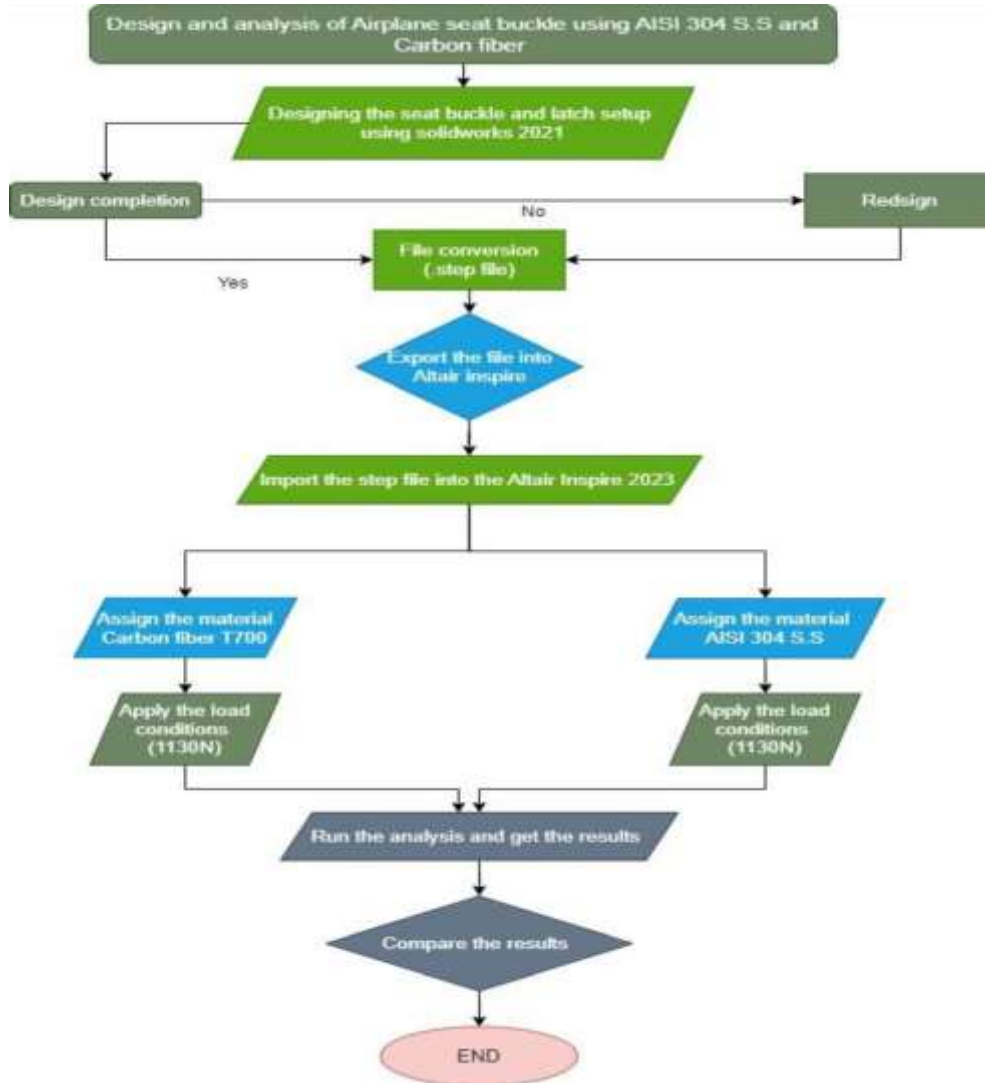 Design and analysis of Airplane seat buckle using AISI 304 S.S and
Carbon fiber
Designing the seat buckle and latch setup
using solidworks 2021
Design completion
No
Redsign
File conversion
(.step file)
Yes
Export the file into
Altair inspire
Import the step file into the Altair Inspire 2023
Assign the material
Carbon fiber T700
Assign the material
AISI 304 S.S
Apply the load
conditions
(1130N)
Apply the load
conditions
(1130N)
Run the analysis and get the results
Compare the results
END